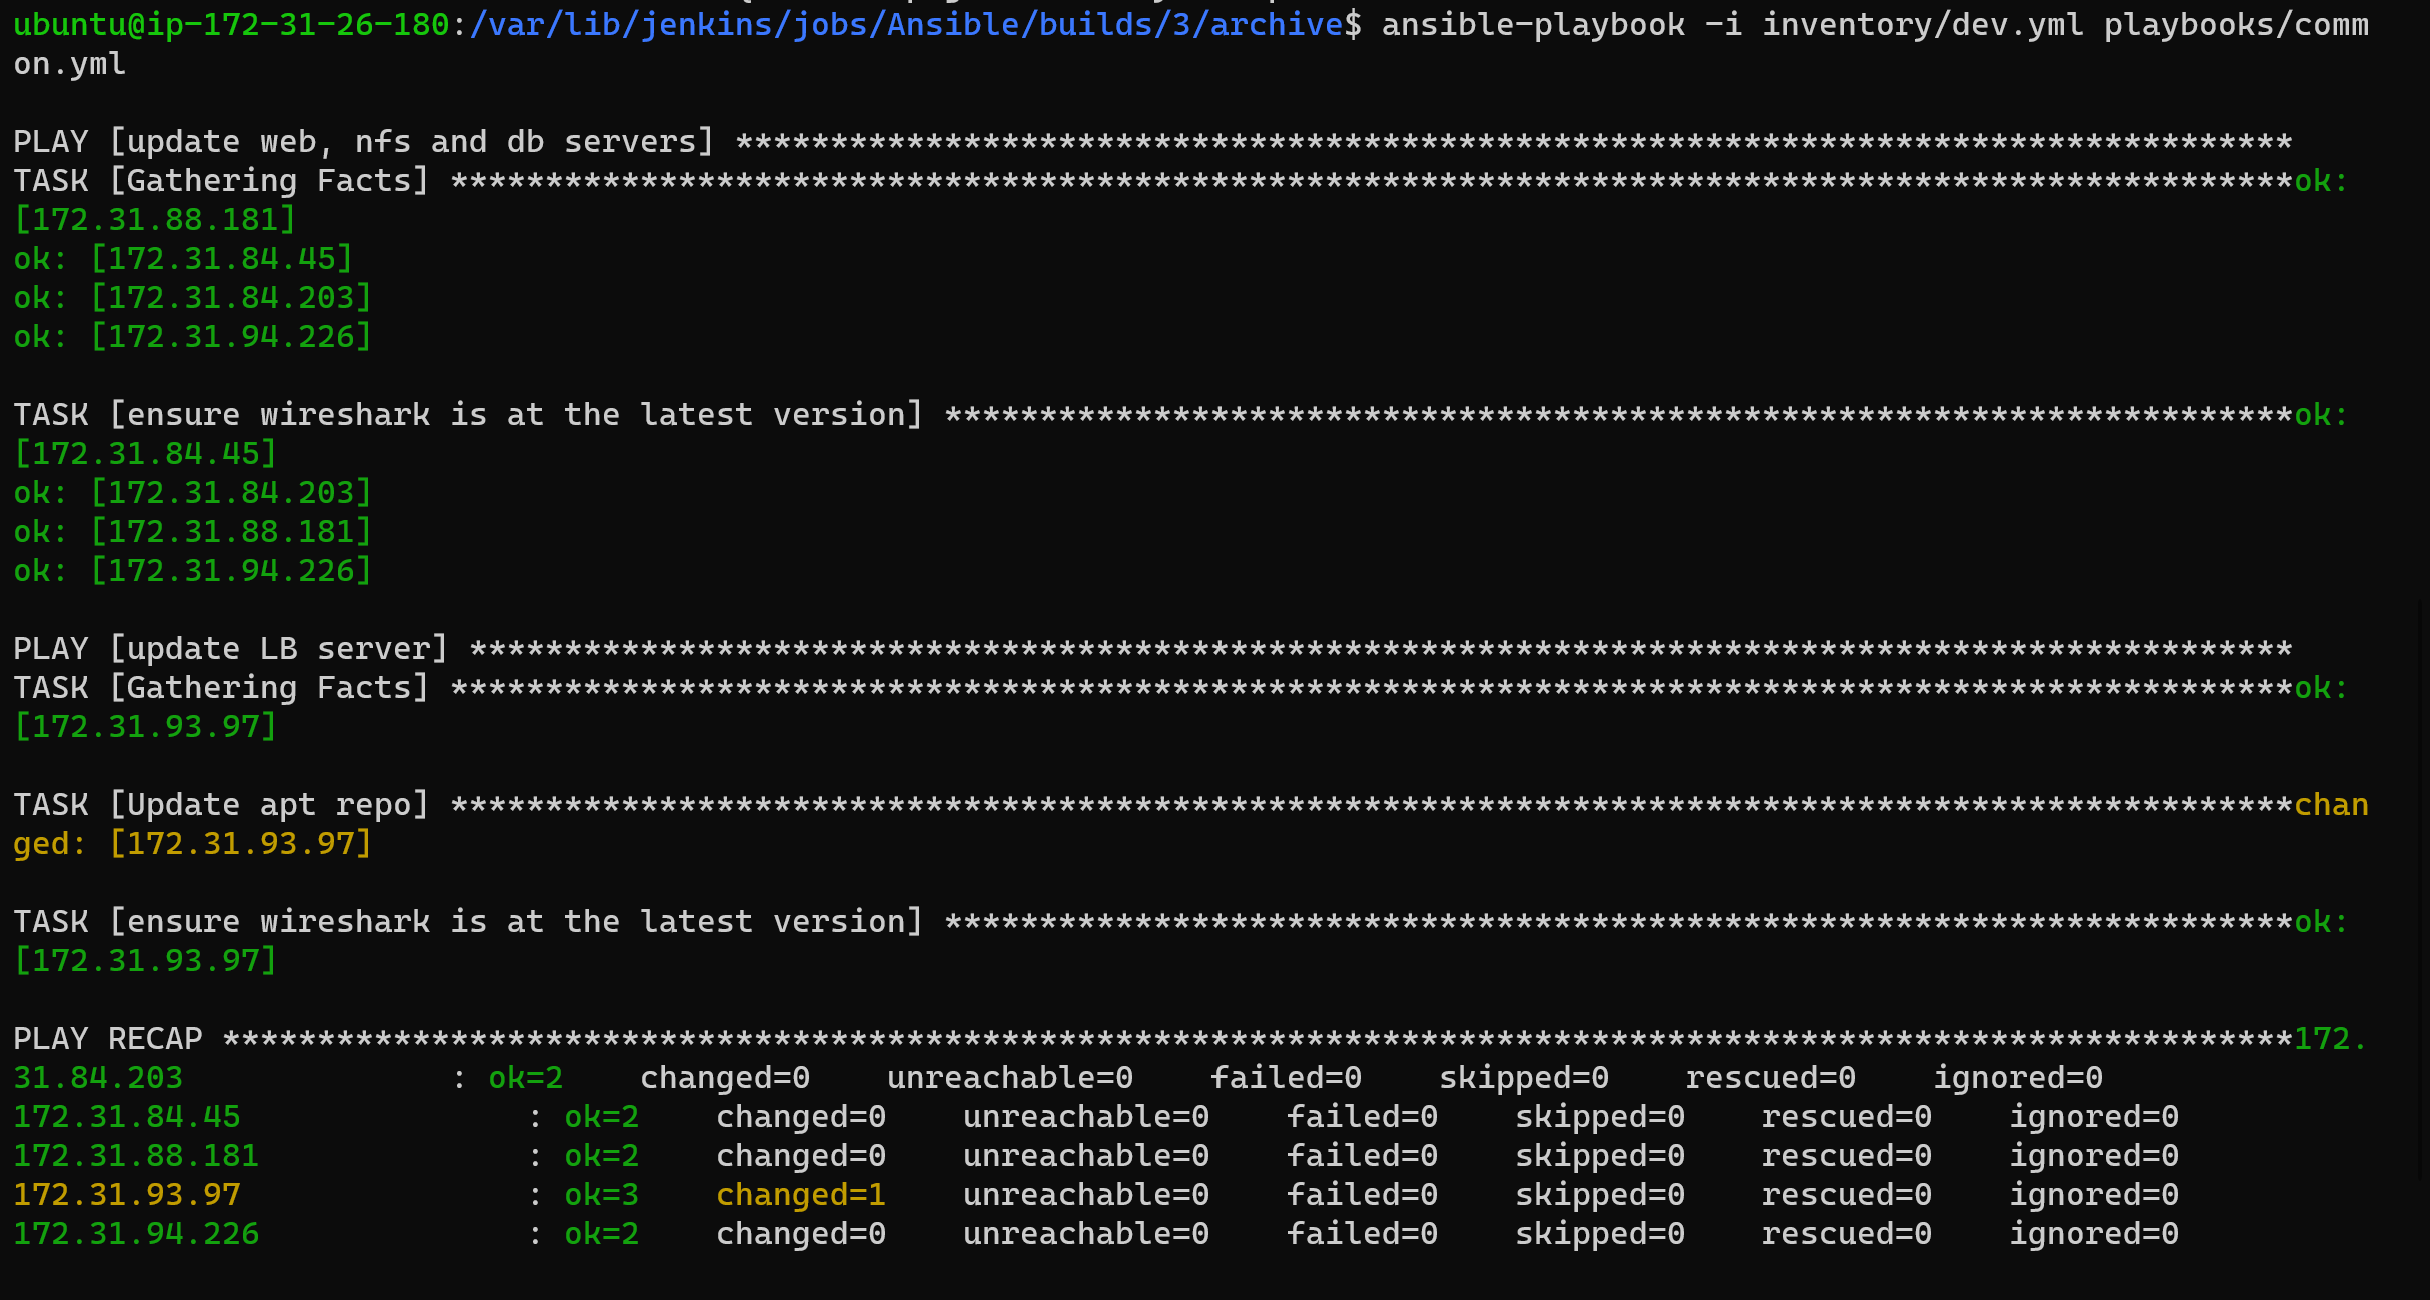 ubuntu@ip-172-31-26-180:/var/lib/jenkins/jobs/Ansible/builds/3/archive$ ansible-playbook -i inventory/dev.yml playbooks/comm
on.yml
PLAY [update web, nfs and db servers] **********************************************************************************
TASK [Gathering Facts] *************************************************************************************************ok:
[172.31.88.181]
ok: [172.31.84.45]
ok: [172.31.84.203]
ok: [172.31.94.226]
TASK [ensure wireshark is at the latest version] ***********************************************************************ok:
[172.31.84.45]
ok: [172.31.84.203]
ok: [172.31.88.181]
ok: [172.31.94.226]
PLAY [update LB server] ************************************************************************************************
TASK [Gathering Facts] *************************************************************************************************ok:
[172.31.93.97]
TASK [Update apt repo] *************************************************************************************************chan
ged: [172.31.93.97]
TASK [ensure wireshark is at the latest version] ***********************************************************************ok:
[172.31.93.97]
PLAY RECAP *************************************************************************************************************172.
31.84.203              : ok=2    changed=0    unreachable=0    failed=0    skipped=0    rescued=0    ignored=0
172.31.84.45               : ok=2    changed=0    unreachable=0    failed=0    skipped=0    rescued=0    ignored=0
172.31.88.181              : ok=2    changed=0    unreachable=0    failed=0    skipped=0    rescued=0    ignored=0
172.31.93.97               : ok=3    changed=1    unreachable=0    failed=0    skipped=0    rescued=0    ignored=0
172.31.94.226              : ok=2    changed=0    unreachable=0    failed=0    skipped=0    rescued=0    ignored=0